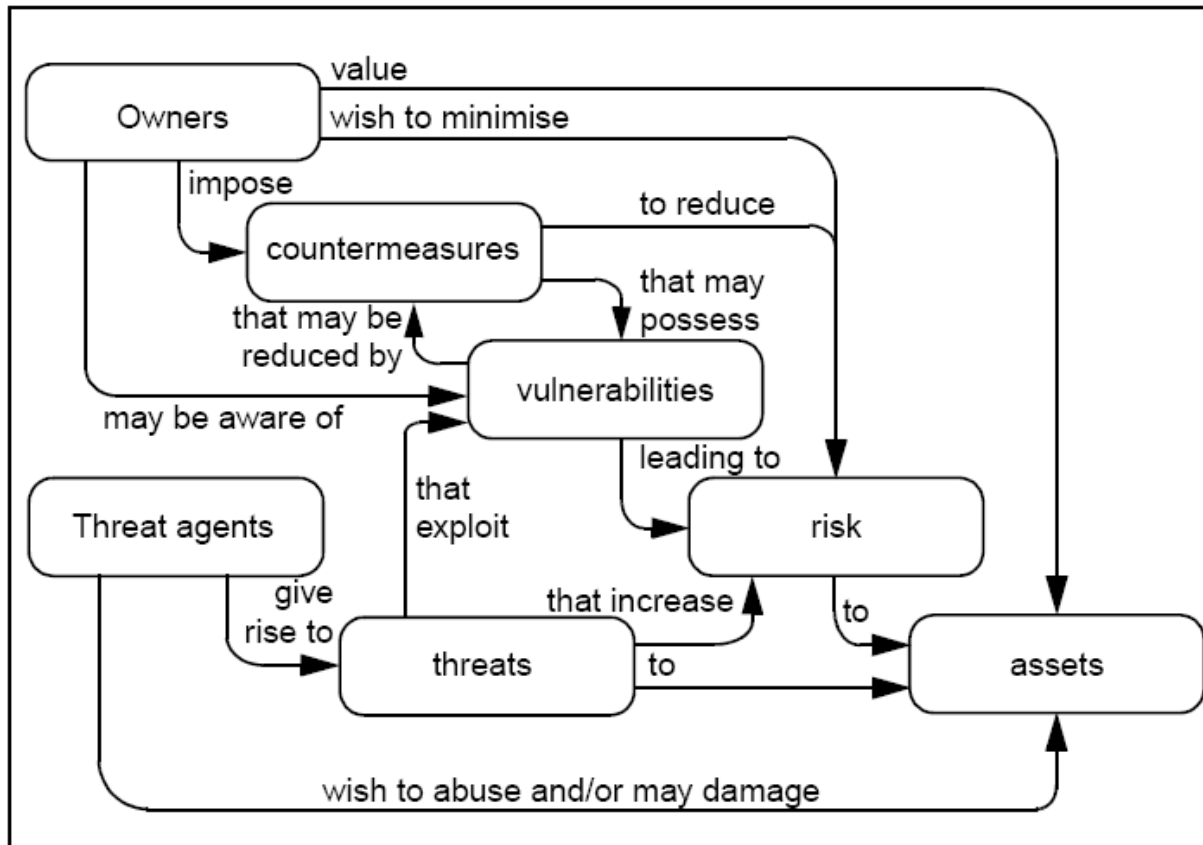 value
Owners
wish to minimise
impose
to reduce
countermeasures
that may
possess
that may be
reduced by
vulnerabilities
may be aware of
leading to
that
exploit
Threat agents
risk
give
rise to
that increase
to
threats
to
assets
wish to abuse and/or may damage